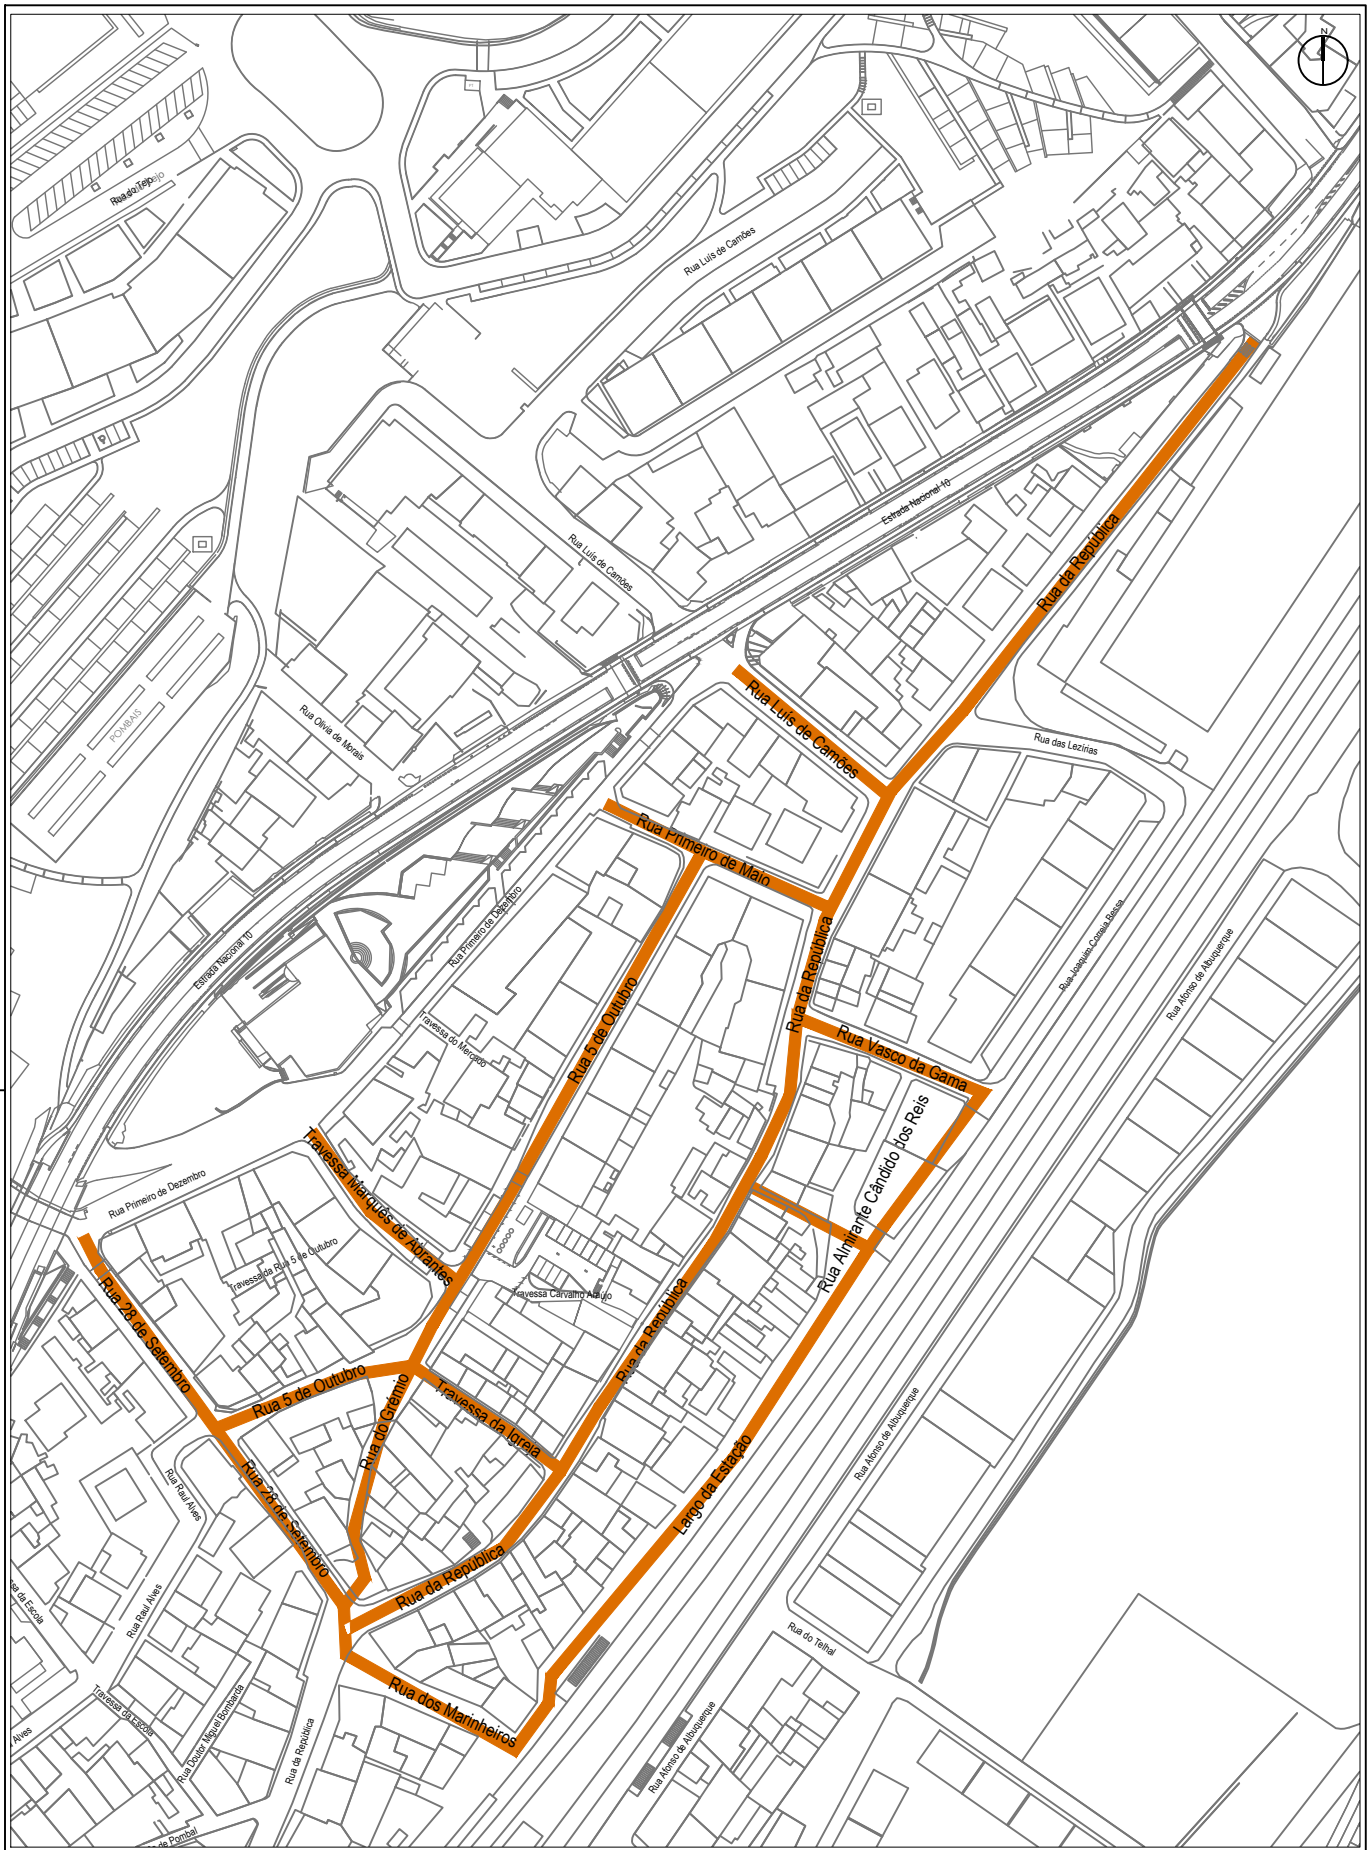 N
Rua do Tejo
Rua Luís de Camões
Estrada Nacional 10
Rua da República
Rua Luís de Camões
P
Rua Luís de Camões
POMBAIS
Rua Olivia de Morais
Rua das Lezírias
Rua Primeiro de Maio
Rua Primeiro de Dezembro
Estrada Nacional 10
Rua Joaquim Correia Bessa
Rua Afonso de Albuquerque
Rua da República
Rua 5 de Outubro
Travessa do Mercado
Rua Vasco da Gama
Rua Almirante Cândido dos Reis
Travessa Marquês de Abrantes
Rua Primeiro de Dezembro
Travessa da Rua 5 de Outubro
Travessa Carvalho Araújo
Rua 28 de Setembro
Rua da República
Rua 5 de Outubro
Rua do Grémio
Travessa da Igreja
Rua Afonso de Albuquerque
Largo da Estação
Rua Raul Alves
Rua 28 de Setembro
Rua da República
sa da Escola
Rua Raul Alves
Rua do Telhal
Rua dos Marinheiros
Travessa da Escola
Rua Doutor Miguel Bombarda
Rua da República
Rua Afonso de Albuquerque
Alves
de Pombal